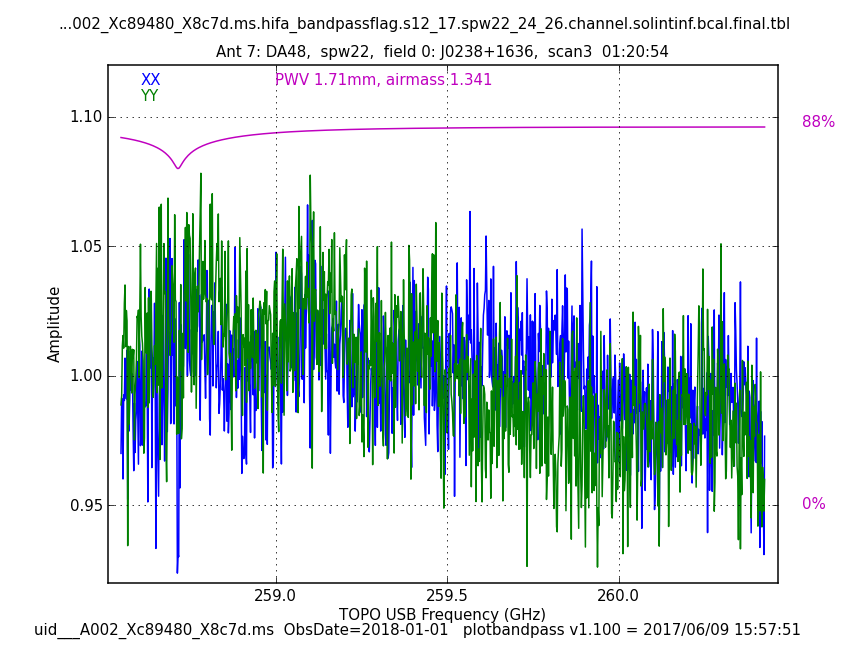 ...002_Xc89480_X8c7d.ms.hifa_bandpassflag.s12_17.spw22_24_26.channel.solintinf.bcal.final.tbl
Ant 7: DA48,  spw22,  field 0: J0238+1636,  scan3  01:20:54
XX
PWV 1.71mm, airmass 1.341
YY
1.10
88%
1.05
Amplitude
1.00
0.95
0%
259.0
259.5
260.0
TOPO USB Frequency (GHz)
uid___A002_Xc89480_X8c7d.ms  ObsDate=2018-01-01   plotbandpass v1.100 = 2017/06/09 15:57:51